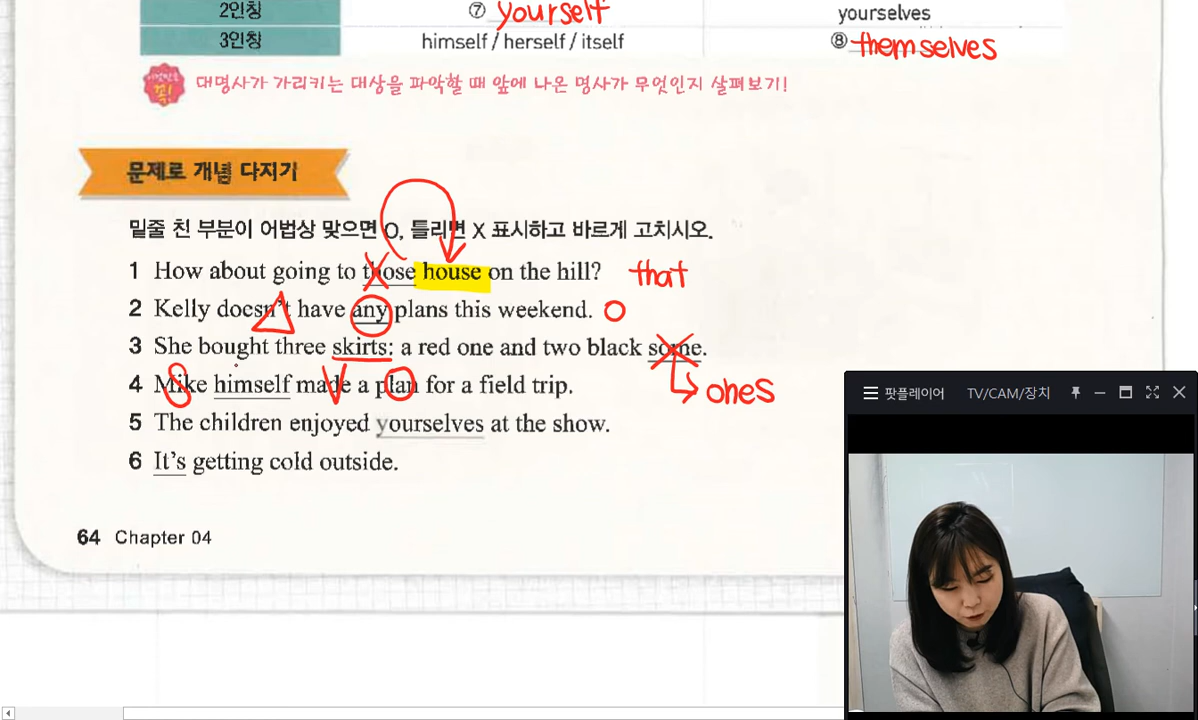 2인칭 ⑦ yourself yourselves
3인칭 himself / herself / itself ⑧ themselves
이것만은 꼭! 대명사가 가리키는 대상을 파악할 때 앞에 나온 명사가 무엇인지 살펴보기!
문제로 개념 다지기
밑줄 친 부분이 어법상 맞으면 O, 틀리면 X 표시하고 바르게 고치시오.
1 How about going to those house on the hill? that
2 Kelly doesn't have any plans this weekend. O
3 She bought three skirts: a red one and two black some.
ones
4 Mike himself made a plan for a field trip.
S V O
5 The children enjoyed yourselves at the show.
6 It's getting cold outside.
64 Chapter 04
팟플레이어 TV/CAM/장치